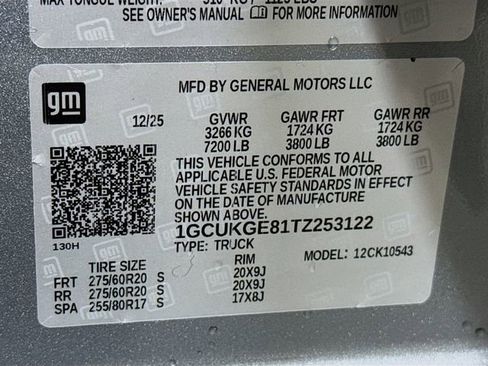 MAX TONGUE WEIGHT: 510 KG / 1125 LBS
SEE OWNER'S MANUAL FOR MORE INFORMATION
gm
MFD BY GENERAL MOTORS LLC
12/25 GVWR GAWR FRT GAWR RR
3266 KG 1724 KG 1724 KG
7200 LB 3800 LB 3800 LB
THIS VEHICLE CONFORMS TO ALL
APPLICABLE U.S. FEDERAL MOTOR
VEHICLE SAFETY STANDARDS IN EFFECT
ON THE DATE OF MANUFACTURE
SHOWN ABOVE.
1GCUKGE81TZ253122
130H
TYPE: TRUCK MODEL: 12CK10543
TIRE SIZE RIM
FRT 275/60R20 S 20X9J
RR 275/60R20 S 20X9J
SPA 255/80R17 S 17X8J